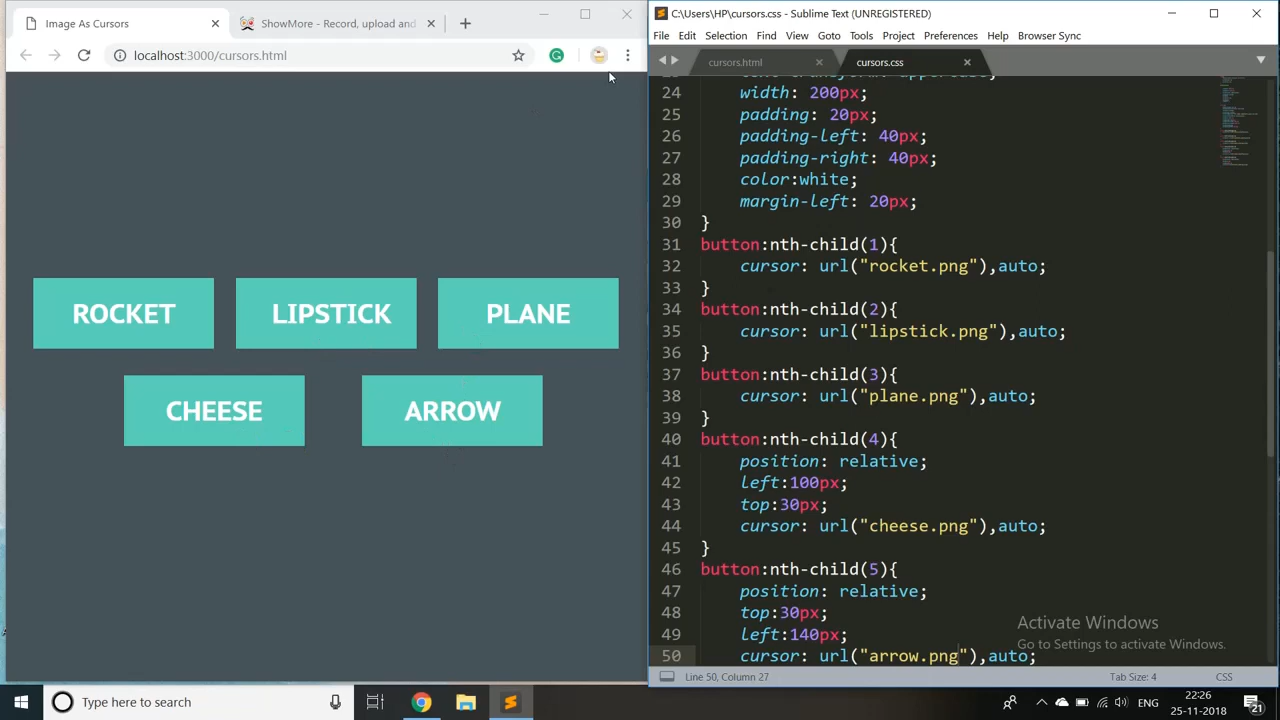 Image As Cursors
ShowMore - Record, upload and
localhost:3000/cursors.html
ROCKET
LIPSTICK
PLANE
CHEESE
ARROW
C:\Users\HP\cursors.css - Sublime Text (UNREGISTERED)
File Edit Selection Find View Goto Tools Project Preferences Help Browser Sync
cursors.html
cursors.css
24 width: 200px;
25 padding: 20px;
26 padding-left: 40px;
27 padding-right: 40px;
28 color:white;
29 margin-left: 20px;
30 }
31 button:nth-child(1){
32 cursor: url("rocket.png"),auto;
33 }
34 button:nth-child(2){
35 cursor: url("lipstick.png"),auto;
36 }
37 button:nth-child(3){
38 cursor: url("plane.png"),auto;
39 }
40 button:nth-child(4){
41 position: relative;
42 left:100px;
43 top:30px;
44 cursor: url("cheese.png"),auto;
45 }
46 button:nth-child(5){
47 position: relative;
48 top:30px;
49 left:140px;
50 cursor: url("arrow.png"),auto;
Activate Windows
Go to Settings to activate Windows.
Line 50, Column 27
Tab Size: 4
CSS
Type here to search
ENG
22:26
25-11-2018
21